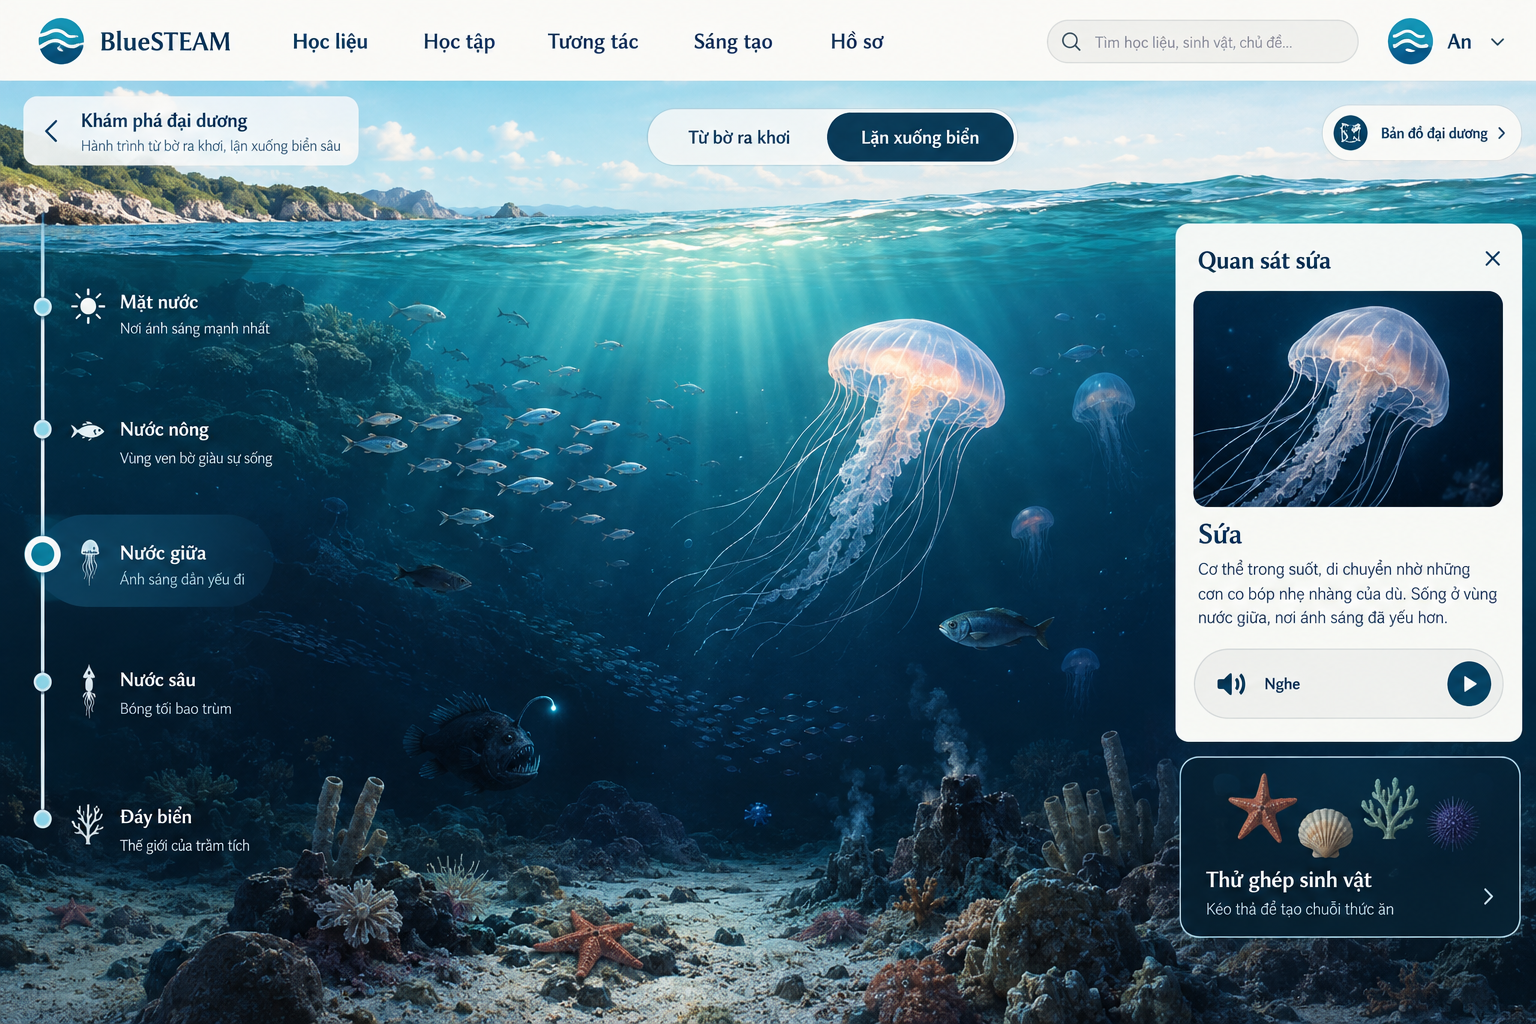 BlueSTEAM
Học liệu
Học tập
Tương tác
Sáng tạo
Hồ sơ
Tìm học liệu, sinh vật, chủ đề...
An
Khám phá đại dương
Hành trình từ bờ ra khơi, lặn xuống biển sâu
Từ bờ ra khơi
Lặn xuống biển
Bản đồ đại dương
Mặt nước
Nơi ánh sáng mạnh nhất
Nước nông
Vùng ven bờ giàu sự sống
Nước giữa
Ánh sáng dần yếu đi
Nước sâu
Bóng tối bao trùm
Đáy biển
Thế giới của trầm tích
Quan sát sứa
Sứa
Cơ thể trong suốt, di chuyển nhờ những
cơn co bóp nhẹ nhàng của dù. Sống ở vùng
nước giữa, nơi ánh sáng đã yếu hơn.
Nghe
Thử ghép sinh vật
Kéo thả để tạo chuỗi thức ăn